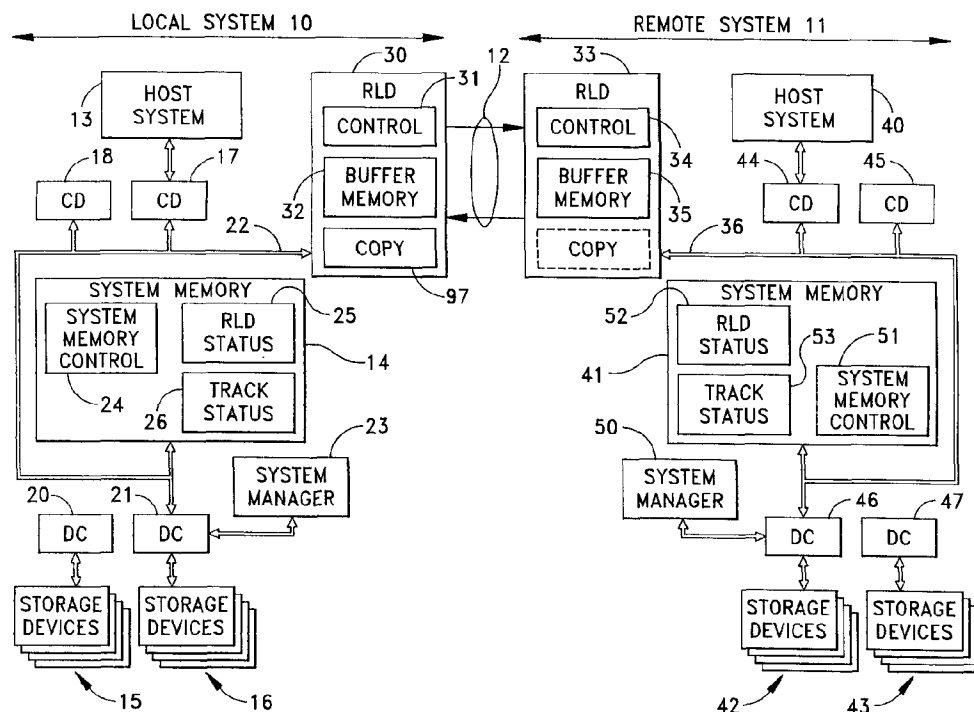 LOCAL SYSTEM 10
REMOTE SYSTEM 11
30
31
12
33
RLD
RLD
13
HOST
SYSTEM
CONTROL
CONTROL
HOST
SYSTEM
40
18
17
34
44
45
CD
CD
32
BUFFER
MEMORY
BUFFER
MEMORY
35
CD
CD
22
COPY
COPY
36
97
SYSTEM MEMORY
SYSTEM MEMORY
SYSTEM
MEMORY
CONTROL
25
RLD
STATUS
52
RLD
STATUS
53
51
14
41
24
26
TRACK
STATUS
TRACK
STATUS
SYSTEM
MEMORY
CONTROL
23
50
20
21
SYSTEM
MANAGER
SYSTEM
MANAGER
46
47
DC
DC
DC
DC
STORAGE
DEVICES
STORAGE
DEVICES
STORAGE
DEVICES
STORAGE
DEVICES
15
16
42
43